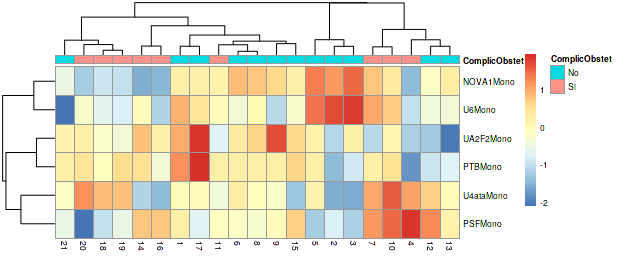 ComplicObstet
ComplicObstet
No
SI
1
0
-1
-2
NOVA1Mono
U6Mono
UA2F2Mono
PTBMono
U4ataMono
PSFMono
21 20 18 19 14 16 1 17 11 6 8 9 15 5 2 3 7 10 4 12 13